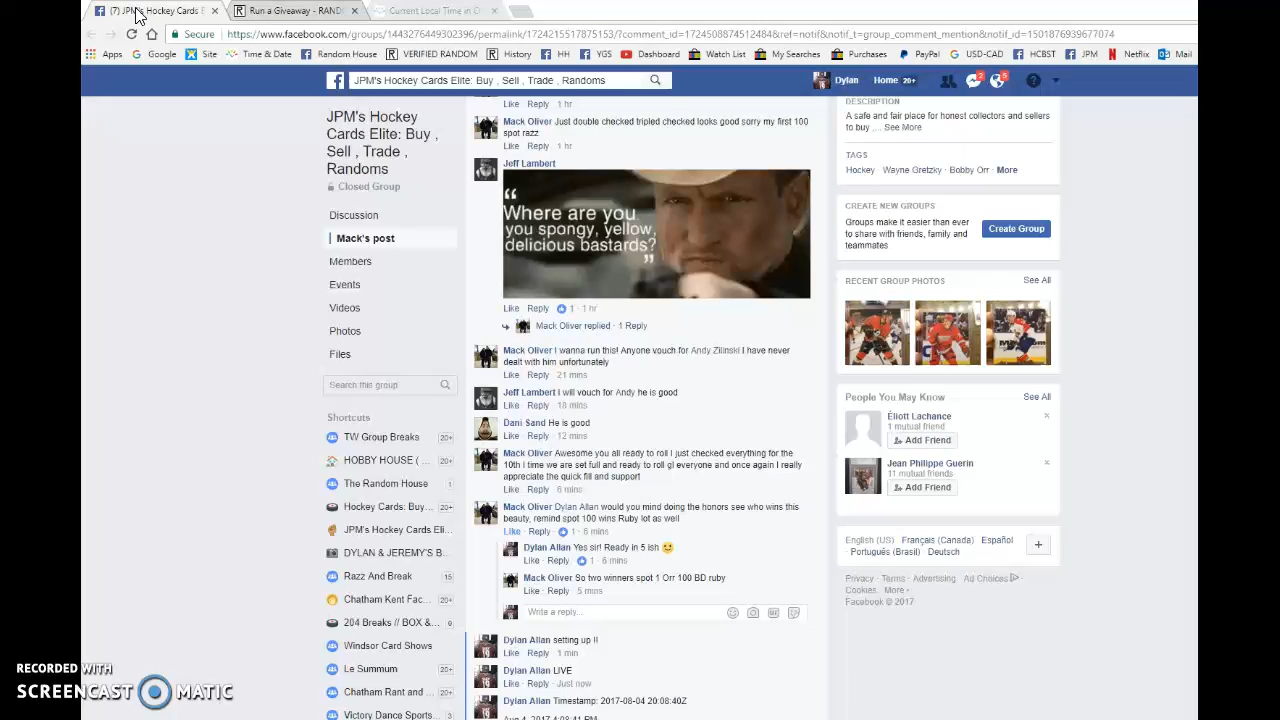 (7) JPM's Hockey Cards E
Run a Giveaway - RAND
Current Local Time in O
Secure
https://www.facebook.com/groups/1443276449302396/permalink/1724215517875153/?comment_id=1724508874512484&ref=notif&notif_t=group_comment_mention&notif_id=1501876939677074
Apps Google Site Time & Date Random House VERIFIED RANDOM History HH YGS Dashboard Watch List My Searches Purchases PayPal USD-CAD HCBST JPM Netflix Mail
JPM's Hockey Cards Elite: Buy , Sell , Trade , Randoms
Dylan Home 20+ 2 6
JPM's Hockey
Cards Elite: Buy ,
Sell , Trade ,
Randoms
Closed Group
Discussion
Mack's post
Members
Events
Videos
Photos
Files
Search this group
Shortcuts
TW Group Breaks 20+
HOBBY HOUSE ( ... 20+
The Random House 1
Hockey Cards: Buy... 20+
JPM's Hockey Cards Eli...
DYLAN & JEREMY'S B...
Razz And Break 15
Chatham Kent Fac... 20+
204 Breaks // BOX &... 9
Windsor Card Shows
Le Summum 20+
Chatham Rant and ... 20+
Victory Dance Sports... 3
Like · Reply · 1 hr
Mack Oliver Just double checked tripled checked looks good sorry my first 100
spot razz
Like · Reply · 1 hr
Jeff Lambert
“
Where are you
you spongy, yellow,
delicious bastards?
”
Like · Reply · 1 · 1 hr
Mack Oliver replied · 1 Reply
Mack Oliver I wanna run this! Anyone vouch for Andy Zilinski I have never
dealt with him unfortunately
Like · Reply · 21 mins
Jeff Lambert I will vouch for Andy he is good
Like · Reply · 18 mins
Dani Sand He is good
Like · Reply · 12 mins
Mack Oliver Awesome you all ready to roll I just checked everything for the
10th I time we are set full and ready to roll gl everyone and once again I really
appreciate the quick fill and support
Like · Reply · 6 mins
Mack Oliver Dylan Allan would you mind doing the honors see who wins this
beauty, remind spot 100 wins Ruby lot as well
Like · Reply · 1 · 6 mins
Dylan Allan Yes sir! Ready in 5 ish
Like · Reply · 1 · 6 mins
Mack Oliver So two winners spot 1 Orr 100 BD ruby
Like · Reply · 5 mins
Write a reply...
Dylan Allan setting up !!
Like · Reply · 1 min
Dylan Allan LIVE
Like · Reply · Just now
Dylan Allan Timestamp: 2017-08-04 20:08:40Z
Aug 4, 2017 4:08:41 PM
DESCRIPTION
A safe and fair place for honest collectors and sellers
to buy .... See More
TAGS
Hockey · Wayne Gretzky · Bobby Orr · More
CREATE NEW GROUPS
Groups make it easier than ever
to share with friends, family and
teammates
Create Group
RECENT GROUP PHOTOS See All
People You May Know See All
Éliott Lachance
1 mutual friend
Add Friend
Jean Philippe Guerin
11 mutual friends
Add Friend
English (US) · Français (Canada) · Español
· Português (Brasil) · Deutsch
Privacy · Terms · Advertising · Ad Choices
Cookies · More
Facebook © 2017
RECORDED WITH
SCREENCAST MATIC